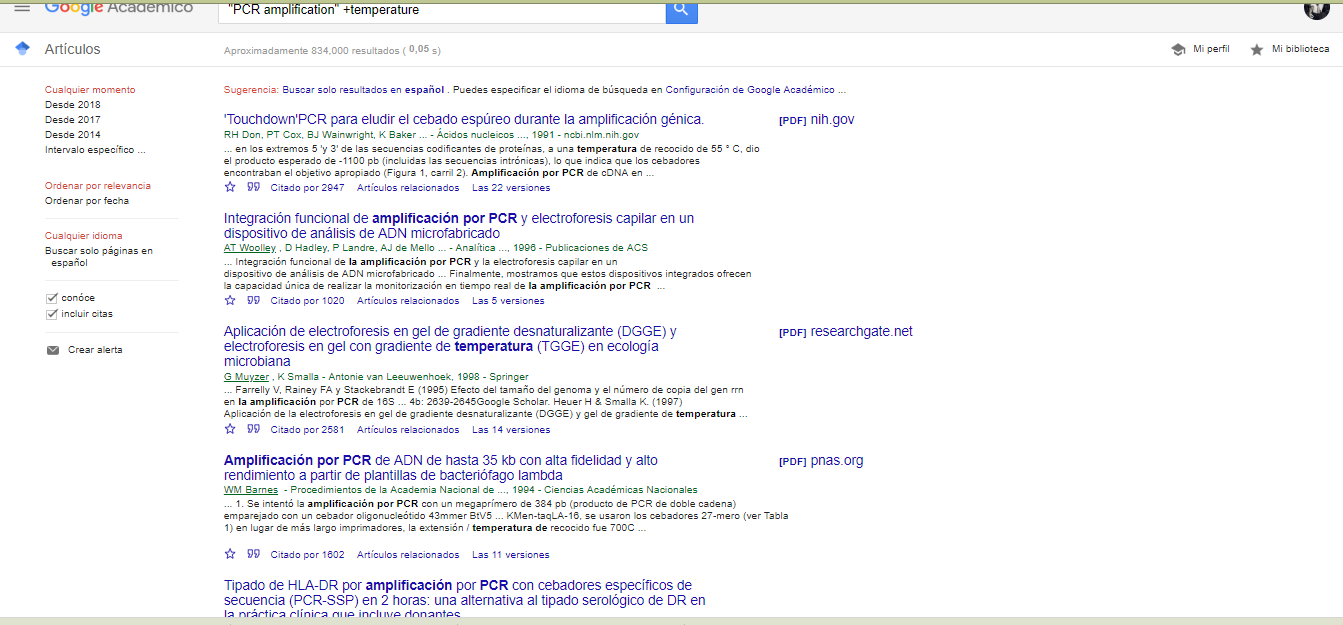 Google Académico
"PCR amplification" +temperature
Artículos
Aproximadamente 834,000 resultados ( 0,05 s)
Mi perfil
Mi biblioteca
Cualquier momento
Desde 2018
Desde 2017
Desde 2014
Intervalo específico ...
Ordenar por relevancia
Ordenar por fecha
Cualquier idioma
Buscar solo páginas en
español
conóce
incluir citas
Crear alerta
Sugerencia: Buscar solo resultados en español . Puedes especificar el idioma de búsqueda en Configuración de Google Académico ...
'Touchdown'PCR para eludir el cebado espúreo durante la amplificación génica.
[PDF] nih.gov
RH Don, PT Cox, BJ Wainwright, K Baker ... - Ácidos nucleicos ..., 1991 - ncbi.nlm.nih.gov
... en los extremos 5 'y 3' de las secuencias codificantes de proteínas, a una temperatura de recocido de 55 ° C, dio
el producto esperado de -1100 pb (incluidas las secuencias intrónicas), lo que indica que los cebadores
encontraban el objetivo apropiado (Figura 1, carril 2). Amplificación por PCR de cDNA en ...
Citado por 2947 Artículos relacionados Las 22 versiones
Integración funcional de amplificación por PCR y electroforesis capilar en un
dispositivo de análisis de ADN microfabricado
AT Woolley , D Hadley, P Landre, AJ de Mello ... - Analítica ..., 1996 - Publicaciones de ACS
... Integración funcional de la amplificación por PCR y la electroforesis capilar en un
dispositivo de análisis de ADN microfabricado ... Finalmente, mostramos que estos dispositivos integrados ofrecen
la capacidad única de realizar la monitorización en tiempo real de la amplificación por PCR ...
Citado por 1020 Artículos relacionados Las 5 versiones
Aplicación de electroforesis en gel de gradiente desnaturalizante (DGGE) y
electroforesis en gel con gradiente de temperatura (TGGE) en ecología
microbiana
[PDF] researchgate.net
G Muyzer , K Smalla - Antonie van Leeuwenhoek, 1998 - Springer
... Farrelly V, Rainey FA y Stackebrandt E (1995) Efecto del tamaño del genoma y el número de copia del gen rrn
en la amplificación por PCR de 16S ... 4b: 2639-2645Google Scholar. Heuer H & Smalla K. (1997)
Aplicación de la electroforesis en gel de gradiente desnaturalizante (DGGE) y gel de gradiente de temperatura ...
Citado por 2581 Artículos relacionados Las 14 versiones
Amplificación por PCR de ADN de hasta 35 kb con alta fidelidad y alto
rendimiento a partir de plantillas de bacteriófago lambda
[PDF] pnas.org
WM Barnes - Procedimientos de la Academia Nacional de ..., 1994 - Ciencias Académicas Nacionales
... 1. Se intentó la amplificación por PCR con un megaprímero de 384 pb (producto de PCR de doble cadena)
emparejado con un cebador oligonucleótido 43mmer BtV5 ... KMen-taqLA-16, se usaron los cebadores 27-mero (ver Tabla
1) en lugar de más largo imprimadores, la extensión / temperatura de recocido fue 700C ...
Citado por 1602 Artículos relacionados Las 11 versiones
Tipado de HLA-DR por amplificación por PCR con cebadores específicos de
secuencia (PCR-SSP) en 2 horas: una alternativa al tipado serológico de DR en
la práctica clínica que incluye donantes